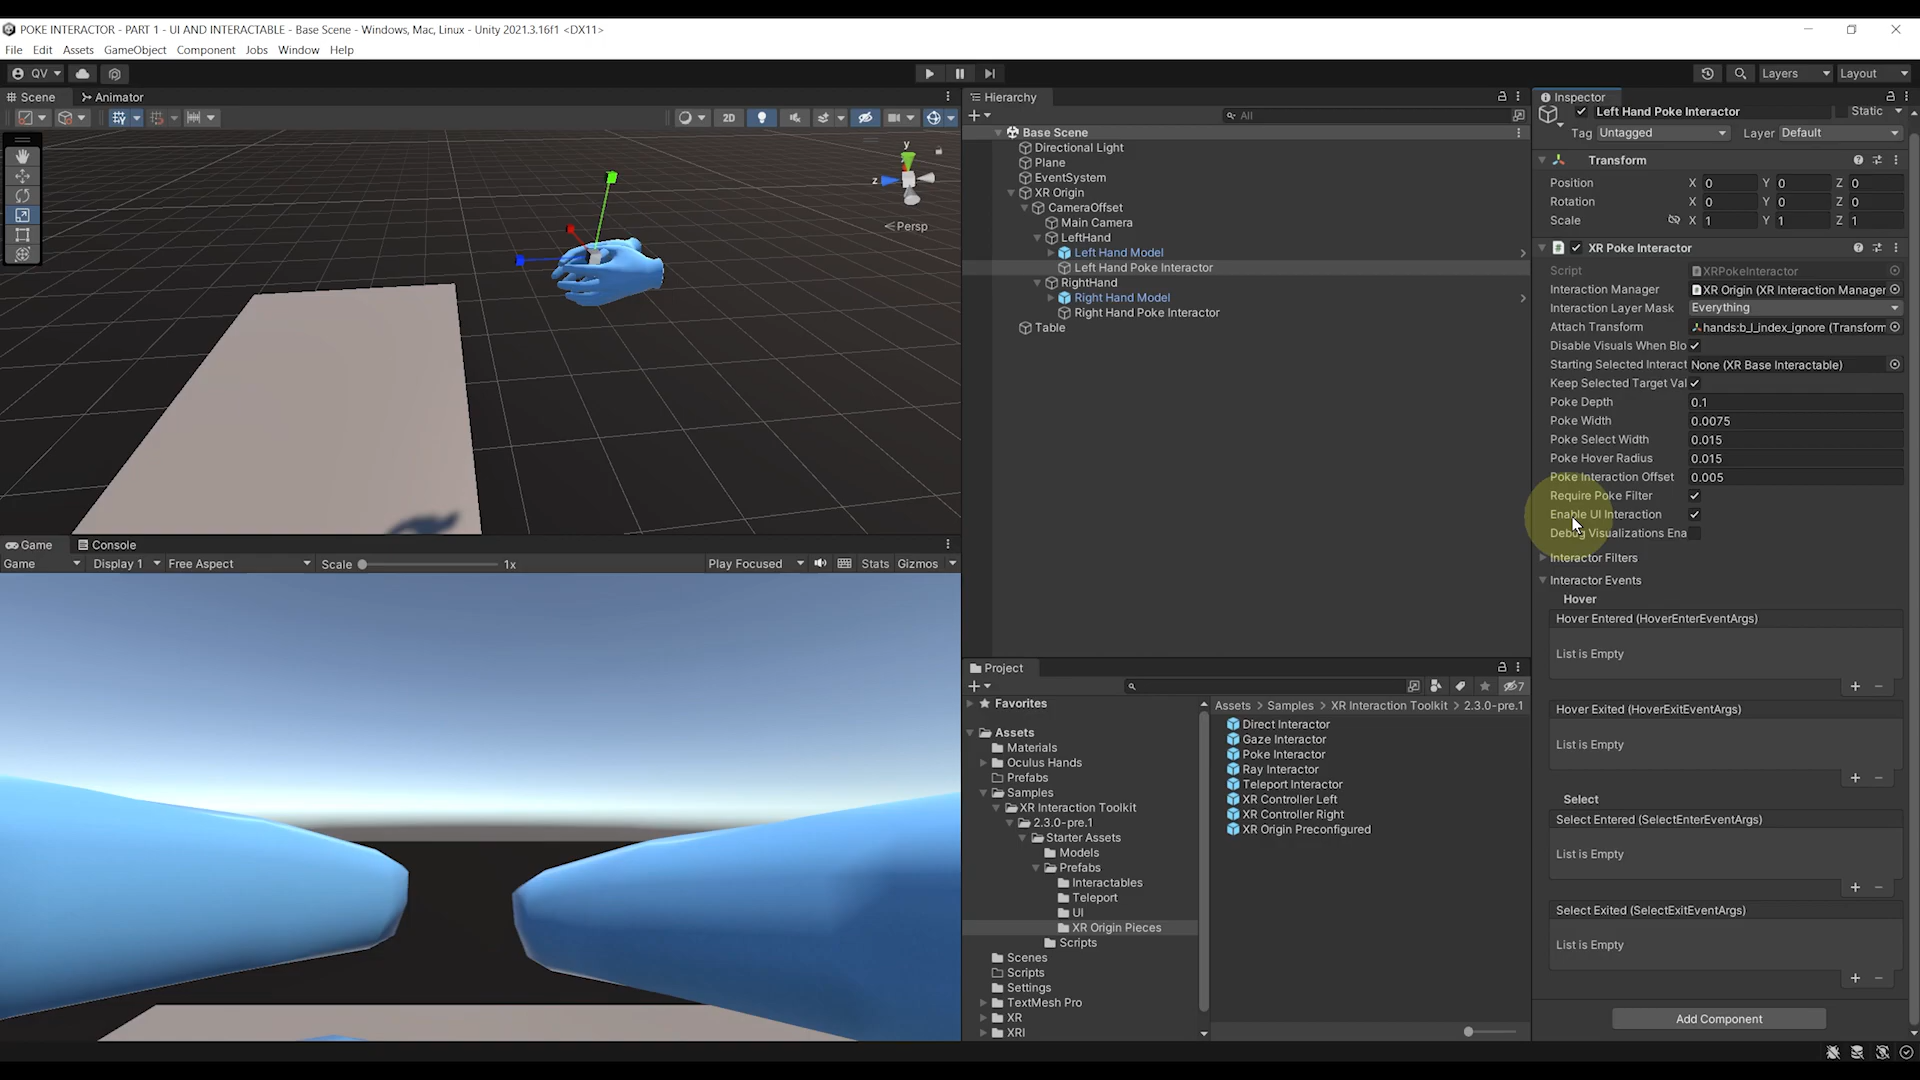 POKE INTERACTOR - PART 1 - UI AND INTERACTABLE - Base Scene - Windows, Mac, Linux - Unity 2021.3.16f1 <DX11>
File Edit Assets GameObject Component Jobs Window Help
QV Layers Layout
Scene Animator
2D
y
z
Persp
Game Console
Game Display 1 Free Aspect Scale 1x Play Focused Stats Gizmos
Hierarchy
All
Base Scene
Directional Light
Plane
EventSystem
XR Origin
CameraOffset
Main Camera
LeftHand
Left Hand Model
Left Hand Poke Interactor
RightHand
Right Hand Model
Right Hand Poke Interactor
Table
Project
7
Favorites
Assets
Materials
Oculus Hands
Prefabs
Samples
XR Interaction Toolkit
2.3.0-pre.1
Starter Assets
Models
Prefabs
Interactables
Teleport
UI
XR Origin Pieces
Scripts
Scenes
Scripts
Settings
TextMesh Pro
XR
XRI
Assets > Samples > XR Interaction Toolkit > 2.3.0-pre.1
Direct Interactor
Gaze Interactor
Poke Interactor
Ray Interactor
Teleport Interactor
XR Controller Left
XR Controller Right
XR Origin Preconfigured
Inspector
Left Hand Poke Interactor Static
Tag Untagged Layer Default
Transform
Position X 0 Y 0 Z 0
Rotation X 0 Y 0 Z 0
Scale X 1 Y 1 Z 1
XR Poke Interactor
Script XRPokeInteractor
Interaction Manager XR Origin (XR Interaction Manager
Interaction Layer Mask Everything
Attach Transform hands:b_l_index_ignore (Transform
Disable Visuals When Blo
Starting Selected Interact None (XR Base Interactable)
Keep Selected Target Val
Poke Depth 0.1
Poke Width 0.0075
Poke Select Width 0.015
Poke Hover Radius 0.015
Poke Interaction Offset 0.005
Require Poke Filter
Enable UI Interaction
Debug Visualizations Ena
Interactor Filters
Interactor Events
Hover
Hover Entered (HoverEnterEventArgs)
List is Empty
Hover Exited (HoverExitEventArgs)
List is Empty
Select
Select Entered (SelectEnterEventArgs)
List is Empty
Select Exited (SelectExitEventArgs)
List is Empty
Add Component